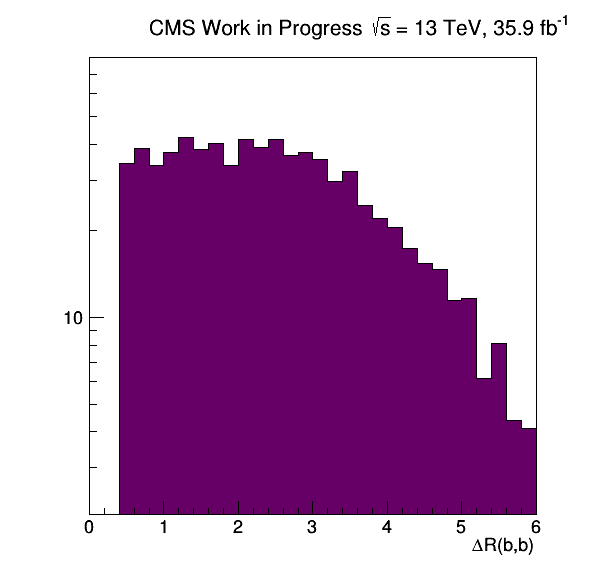 CMS Work in Progress √s = 13 TeV, 35.9 fb⁻¹
10
0 1 2 3 4 5 6
ΔR(b,b)